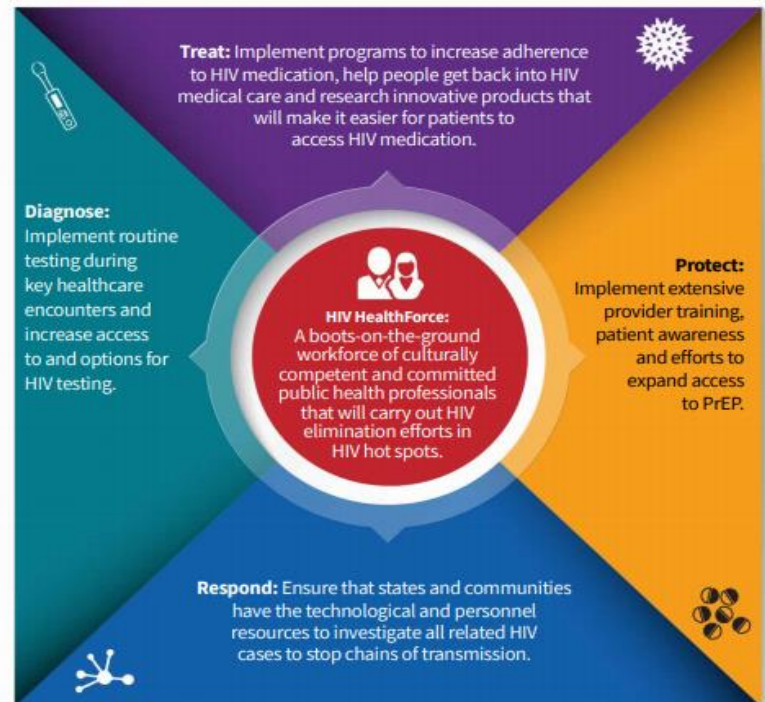 Treat: Implement programs to increase adherence
to HIV medication, help people get back into HIV
medical care and research innovative products that
will make it easier for patients to
access HIV medication.
Diagnose:
Implement routine
testing during
key healthcare
encounters and
increase access
to and options for
HIV testing.
HIV HealthForce:
A boots-on-the-ground
workforce of culturally
competent and committed
public health professionals
that will carry out HIV
elimination efforts in
HIV hot spots.
Protect:
Implement extensive
provider training,
patient awareness
and efforts to
expand access
to PrEP.
Respond: Ensure that states and communities
have the technological and personnel
resources to investigate all related HIV
cases to stop chains of transmission.